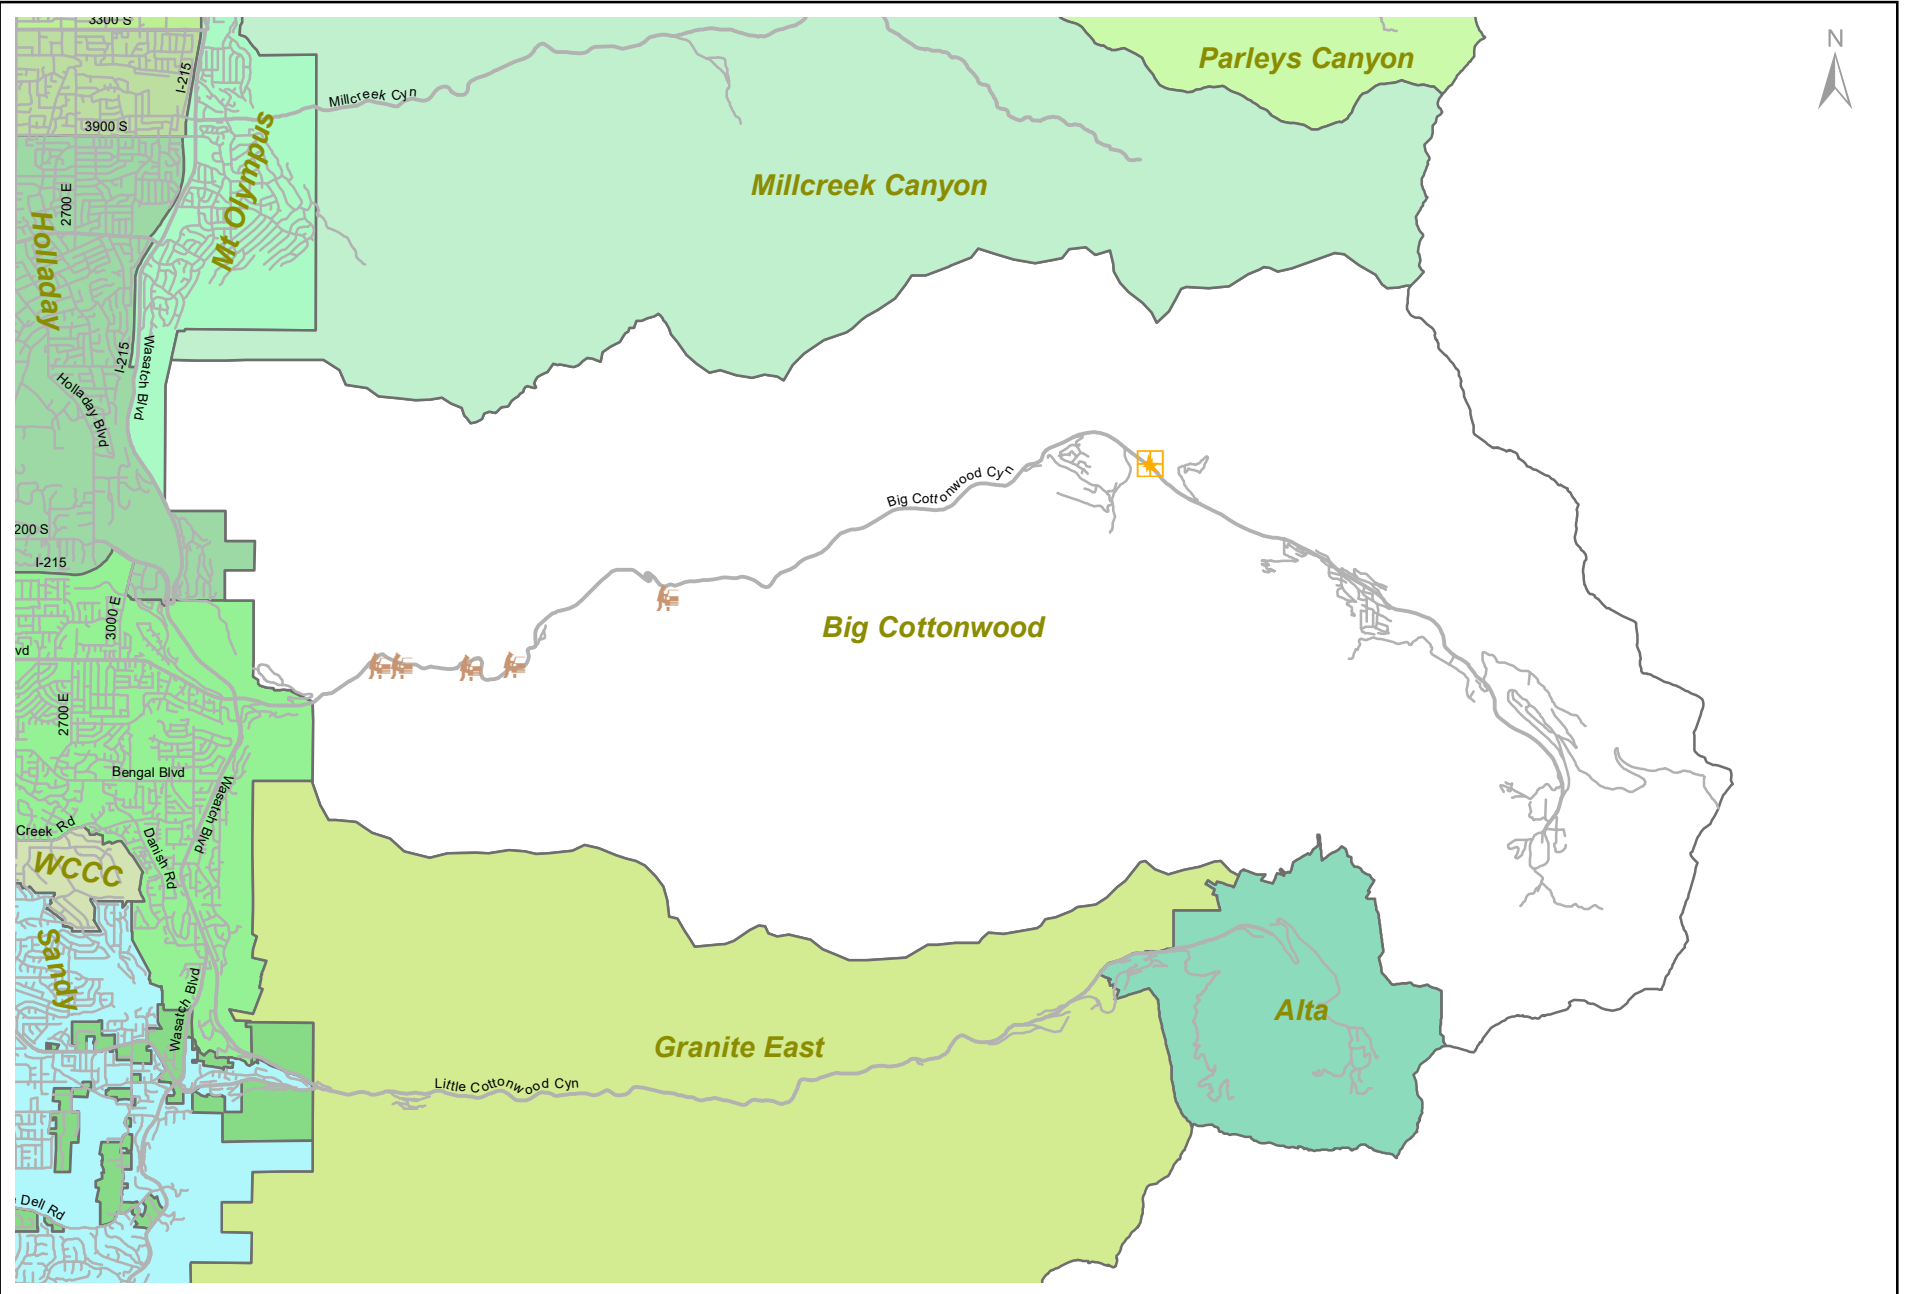 3300 S
Parleys Canyon
N
I-215
Millcreek Cyn
3900 S
Mt Olympus
Millcreek Canyon
2700 E
Holladay
I-215
Wasatch Blvd
Holladay Blvd
Big Cottonwood Cyn
200 S
I-215
3000 E
Big Cottonwood
vd
2700 E
Bengal Blvd
Wasatch Blvd
Creek Rd
Danish Rd
WCCC
Sandy
Wasatch Blvd
Alta
Granite East
Little Cottonwood Cyn
Dell Rd